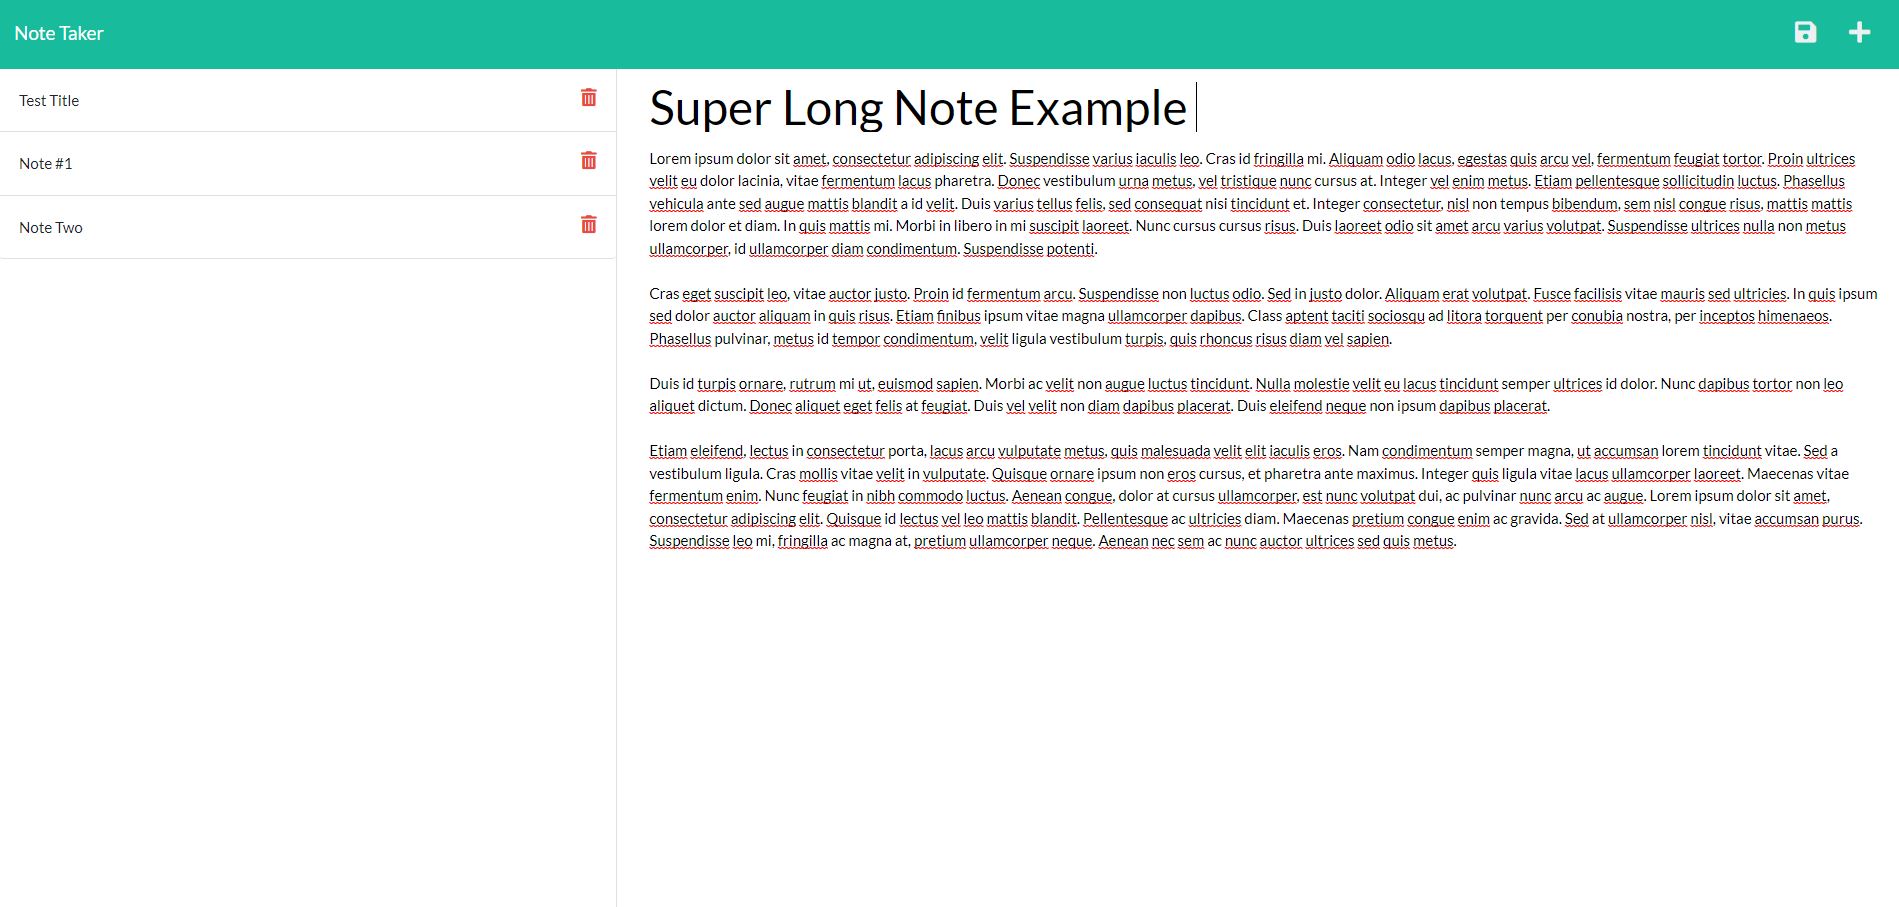 Note Taker
Test Title
Note #1
Note Two
Super Long Note Example
Lorem ipsum dolor sit amet, consectetur adipiscing elit. Suspendisse varius iaculis leo. Cras id fringilla mi. Aliquam odio lacus, egestas quis arcu vel, fermentum feugiat tortor. Proin ultrices
velit eu dolor lacinia, vitae fermentum lacus pharetra. Donec vestibulum urna metus, vel tristique nunc cursus at. Integer vel enim metus. Etiam pellentesque sollicitudin luctus. Phasellus
vehicula ante sed augue mattis blandit a id velit. Duis varius tellus felis, sed consequat nisi tincidunt et. Integer consectetur, nisl non tempus bibendum, sem nisl congue risus, mattis mattis
lorem dolor et diam. In quis mattis mi. Morbi in libero in mi suscipit laoreet. Nunc cursus cursus risus. Duis laoreet odio sit amet arcu varius volutpat. Suspendisse ultrices nulla non metus
ullamcorper, id ullamcorper diam condimentum. Suspendisse potenti.
Cras eget suscipit leo, vitae auctor justo. Proin id fermentum arcu. Suspendisse non luctus odio. Sed in justo dolor. Aliquam erat volutpat. Fusce facilisis vitae mauris sed ultricies. In quis ipsum
sed dolor auctor aliquam in quis risus. Etiam finibus ipsum vitae magna ullamcorper dapibus. Class aptent taciti sociosqu ad litora torquent per conubia nostra, per inceptos himenaeos.
Phasellus pulvinar, metus id tempor condimentum, velit ligula vestibulum turpis, quis rhoncus risus diam vel sapien.
Duis id turpis ornare, rutrum mi ut, euismod sapien. Morbi ac velit non augue luctus tincidunt. Nulla molestie velit eu lacus tincidunt semper ultrices id dolor. Nunc dapibus tortor non leo
aliquet dictum. Donec aliquet eget felis at feugiat. Duis vel velit non diam dapibus placerat. Duis eleifend neque non ipsum dapibus placerat.
Etiam eleifend, lectus in consectetur porta, lacus arcu vulputate metus, quis malesuada velit elit iaculis eros. Nam condimentum semper magna, ut accumsan lorem tincidunt vitae. Sed a
vestibulum ligula. Cras mollis vitae velit in vulputate. Quisque ornare ipsum non eros cursus, et pharetra ante maximus. Integer quis ligula vitae lacus ullamcorper laoreet. Maecenas vitae
fermentum enim. Nunc feugiat in nibh commodo luctus. Aenean congue, dolor at cursus ullamcorper, est nunc volutpat dui, ac pulvinar nunc arcu ac augue. Lorem ipsum dolor sit amet,
consectetur adipiscing elit. Quisque id lectus vel leo mattis blandit. Pellentesque ac ultricies diam. Maecenas pretium congue enim ac gravida. Sed at ullamcorper nisl, vitae accumsan purus.
Suspendisse leo mi, fringilla ac magna at, pretium ullamcorper neque. Aenean nec sem ac nunc auctor ultrices sed quis metus.